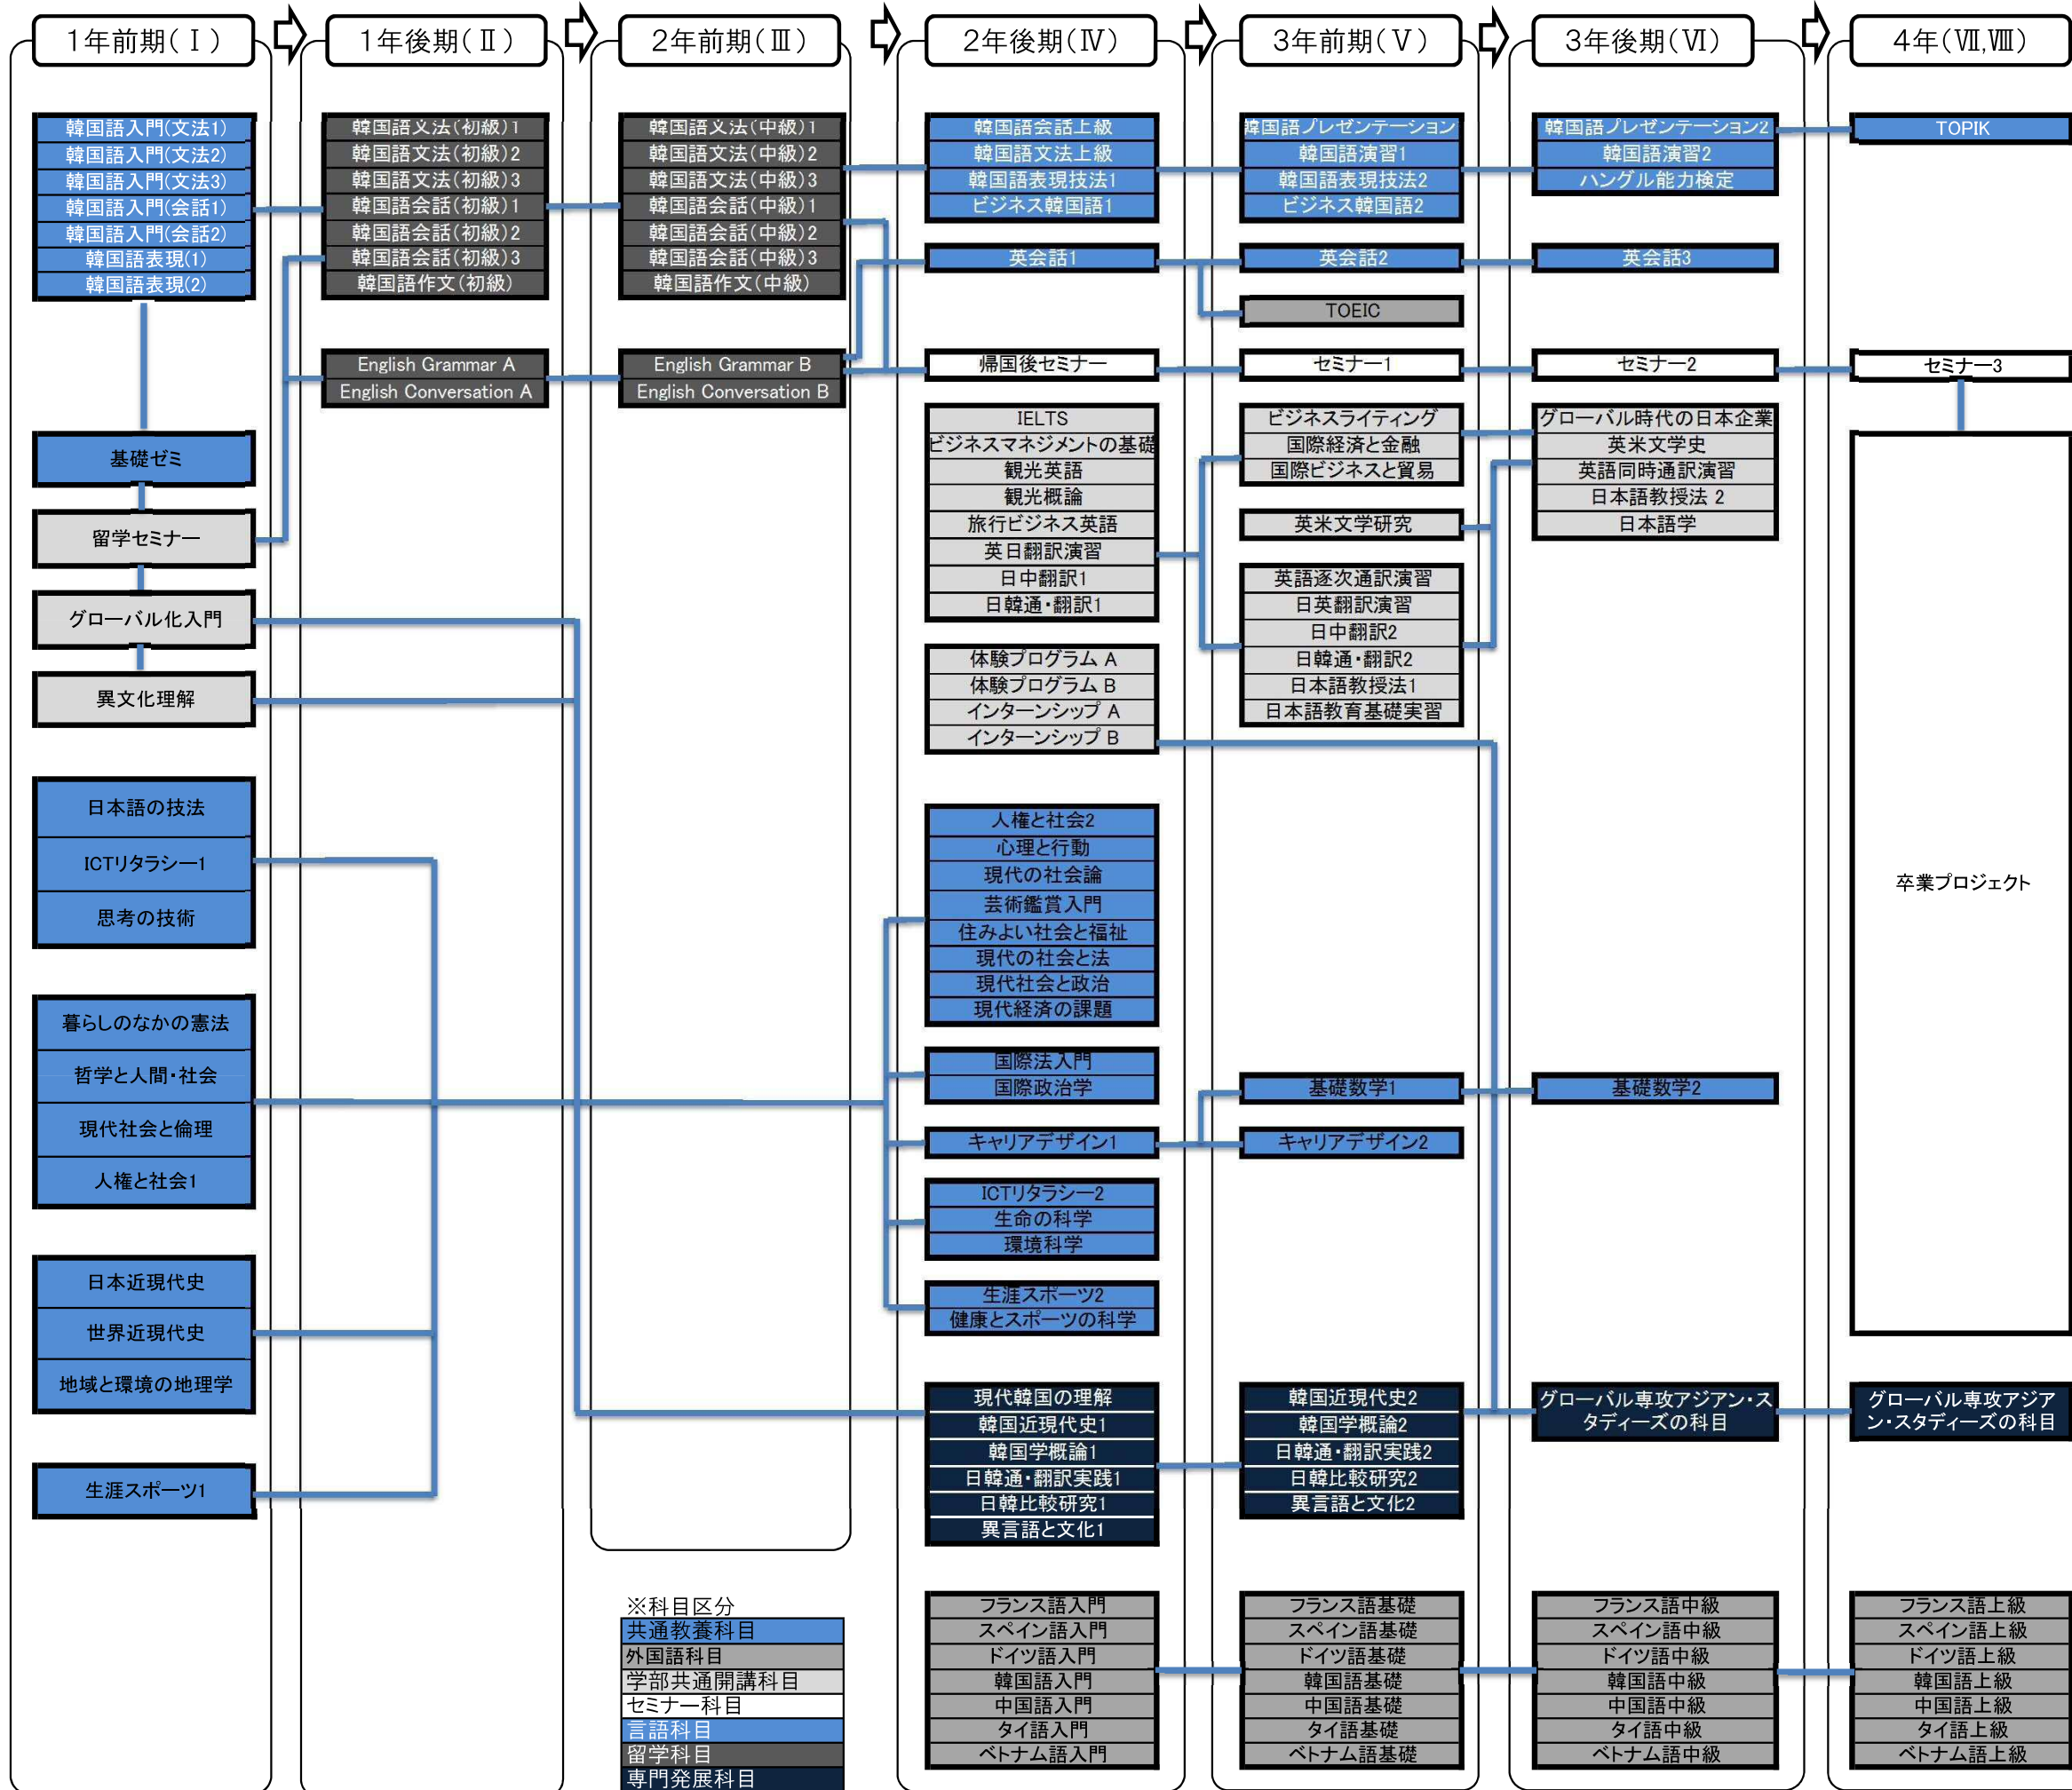 1年前期(Ⅰ)
1年後期(Ⅱ)
2年前期(Ⅲ)
2年後期(Ⅳ)
3年前期(Ⅴ)
3年後期(Ⅵ)
4年(Ⅶ,Ⅷ)
韓国語入門(文法1)
韓国語入門(文法2)
韓国語入門(文法3)
韓国語入門(会話1)
韓国語入門(会話2)
韓国語表現(1)
韓国語表現(2)
基礎ゼミ
留学セミナー
グローバル化入門
異文化理解
日本語の技法
ICTリタラシー1
思考の技術
暮らしのなかの憲法
哲学と人間・社会
現代社会と倫理
人権と社会1
日本近現代史
世界近現代史
地域と環境の地理学
生涯スポーツ1
韓国語文法(初級)1
韓国語文法(初級)2
韓国語文法(初級)3
韓国語会話(初級)1
韓国語会話(初級)2
韓国語会話(初級)3
韓国語作文(初級)
English Grammar A
English Conversation A
韓国語文法(中級)1
韓国語文法(中級)2
韓国語文法(中級)3
韓国語会話(中級)1
韓国語会話(中級)2
韓国語会話(中級)3
韓国語作文(中級)
English Grammar B
English Conversation B
※科目区分
共通教養科目
外国語科目
学部共通開講科目
セミナー科目
言語科目
留学科目
専門発展科目
韓国語会話上級
韓国語文法上級
韓国語表現技法1
ビジネス韓国語1
英会話1
帰国後セミナー
IELTS
ビジネスマネジメントの基礎
観光英語
観光概論
旅行ビジネス英語
英日翻訳演習
日中翻訳1
日韓通・翻訳1
体験プログラム A
体験プログラム B
インターンシップ A
インターンシップ B
人権と社会2
心理と行動
現代の社会論
芸術鑑賞入門
住みよい社会と福祉
現代の社会と法
現代社会と政治
現代経済の課題
国際法入門
国際政治学
キャリアデザイン1
ICTリタラシー2
生命の科学
環境科学
生涯スポーツ2
健康とスポーツの科学
現代韓国の理解
韓国近現代史1
韓国学概論1
日韓通・翻訳実践1
日韓比較研究1
異言語と文化1
フランス語入門
スペイン語入門
ドイツ語入門
韓国語入門
中国語入門
タイ語入門
ベトナム語入門
韓国語プレゼンテーション
韓国語演習1
韓国語表現技法2
ビジネス韓国語2
英会話2
TOEIC
セミナー1
ビジネスライティング
国際経済と金融
国際ビジネスと貿易
英米文学研究
英語逐次通訳演習
日英翻訳演習
日中翻訳2
日韓通・翻訳2
日本語教授法1
日本語教育基礎実習
基礎数学1
キャリアデザイン2
韓国近現代史2
韓国学概論2
日韓通・翻訳実践2
日韓比較研究2
異言語と文化2
フランス語基礎
スペイン語基礎
ドイツ語基礎
韓国語基礎
中国語基礎
タイ語基礎
ベトナム語基礎
韓国語プレゼンテーション2
韓国語演習2
ハングル能力検定
英会話3
セミナー2
グローバル時代の日本企業
英米文学史
英語同時通訳演習
日本語教授法 2
日本語学
基礎数学2
グローバル専攻アジアン・ス
タディーズの科目
フランス語中級
スペイン語中級
ドイツ語中級
韓国語中級
中国語中級
タイ語中級
ベトナム語中級
TOPIK
セミナー3
卒業プロジェクト
グローバル専攻アジア
ン・スタディーズの科目
フランス語上級
スペイン語上級
ドイツ語上級
韓国語上級
中国語上級
タイ語上級
ベトナム語上級